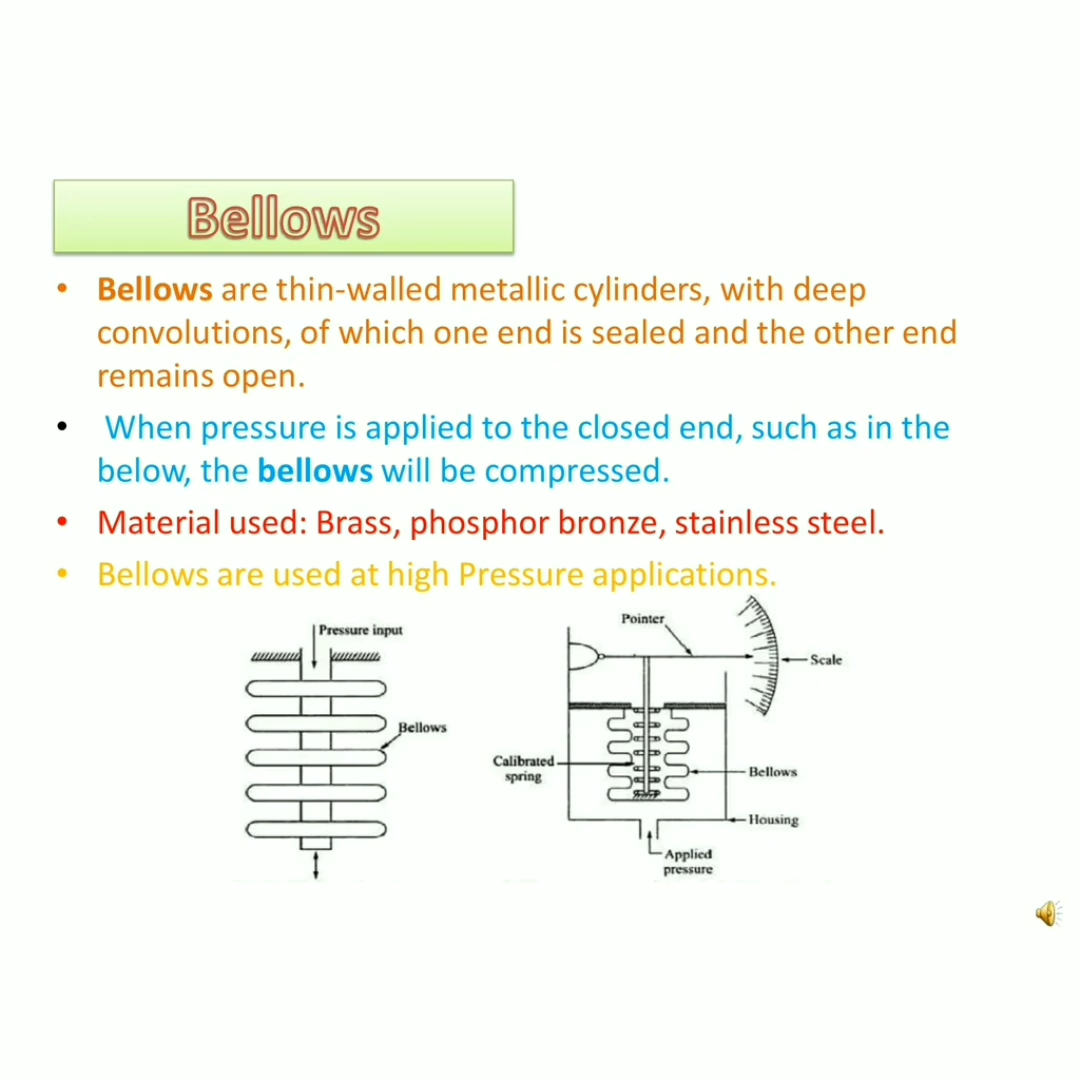 Bellows
• Bellows are thin-walled metallic cylinders, with deep
convolutions, of which one end is sealed and the other end
remains open.
• When pressure is applied to the closed end, such as in the
below, the bellows will be compressed.
• Material used: Brass, phosphor bronze, stainless steel.
• Bellows are used at high Pressure applications.
Pressure input
Bellows
Pointer
Scale
Calibrated
spring
Bellows
Housing
Applied
pressure